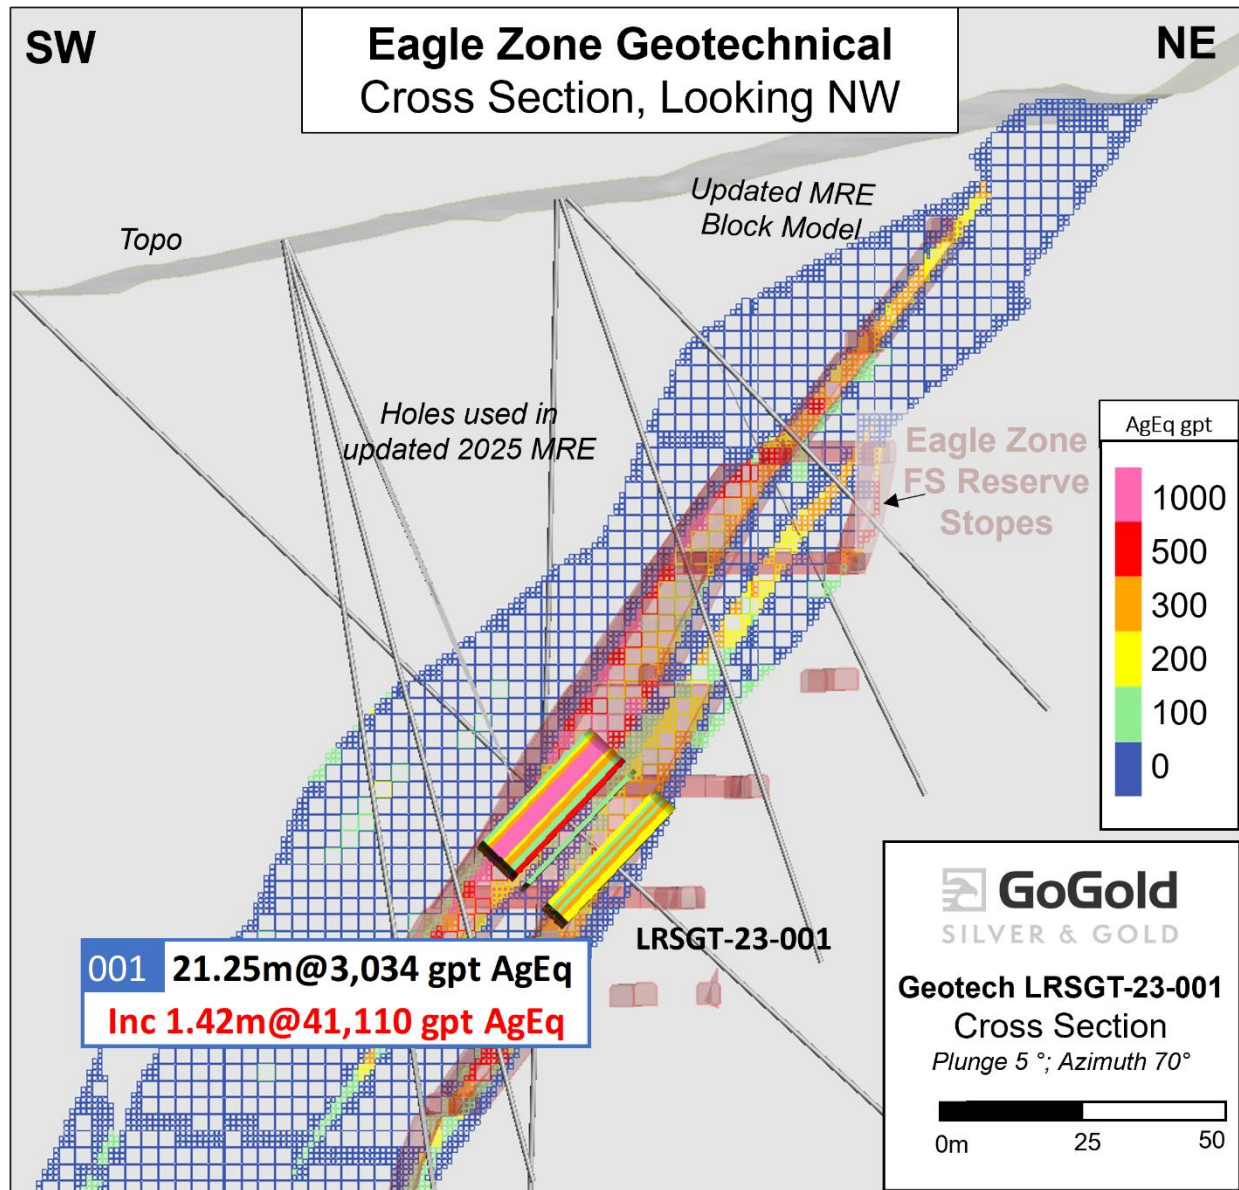 SW
Eagle Zone Geotechnical
Cross Section, Looking NW
NE
Topo
Updated MRE
Block Model
Holes used in
updated 2025 MRE
Eagle Zone
FS Reserve
Stopes
AgEq gpt
1000
500
300
200
100
0
LRSGT-23-001
001 21.25m@3,034 gpt AgEq
Inc 1.42m@41,110 gpt AgEq
GoGold
SILVER & GOLD
Geotech LRSGT-23-001
Cross Section
Plunge 5 °; Azimuth 70°
0m 25 50